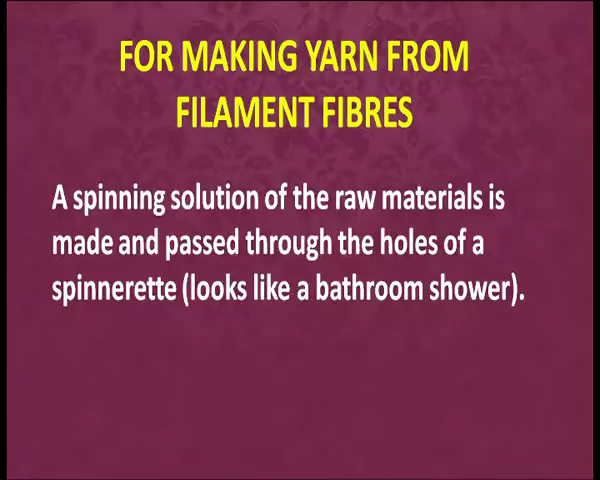 FOR MAKING YARN FROM
FILAMENT FIBRES
A spinning solution of the raw materials is
made and passed through the holes of a
spinnerette (looks like a bathroom shower).